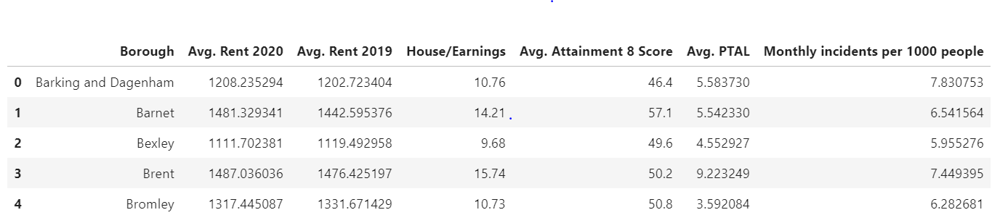 Borough Avg. Rent 2020 Avg. Rent 2019 House/Earnings Avg. Attainment 8 Score Avg. PTAL Monthly incidents per 1000 people
0 Barking and Dagenham 1208.235294 1202.723404 10.76 46.4 5.583730 7.830753
1 Barnet 1481.329341 1442.595376 14.21 57.1 5.542330 6.541564
2 Bexley 1111.702381 1119.492958 9.68 49.6 4.552927 5.955276
3 Brent 1487.036036 1476.425197 15.74 50.2 9.223249 7.449395
4 Bromley 1317.445087 1331.671429 10.73 50.8 3.592084 6.282681